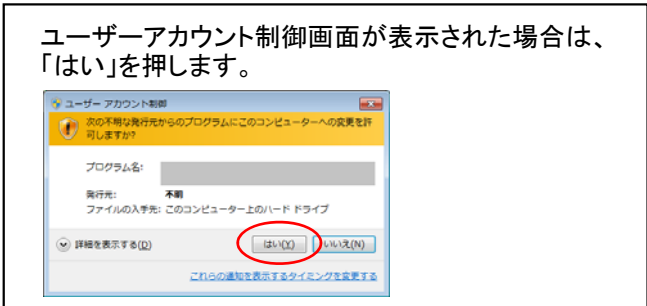 ユーザーアカウント制御画面が表示された場合は、
「はい」を押します。
ユーザー アカウント制御
次の不明な発行元からのプログラムにこのコンピューターへの変更を許
可しますか?
プログラム名:
発行元: 不明
ファイルの入手先: このコンピューター上のハード ドライブ
詳細を表示する(D) はい(Y) いいえ(N)
これらの通知を表示するタイミングを変更する